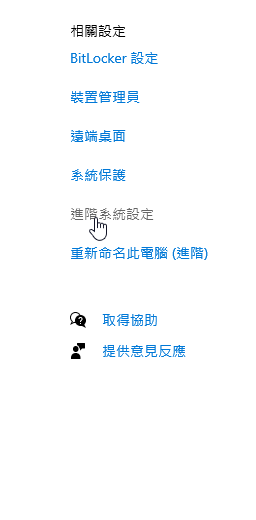 相關設定
BitLocker 設定
裝置管理員
遠端桌面
系統保護
進階系統設定
重新命名此電腦 (進階)
取得協助
提供意見反應